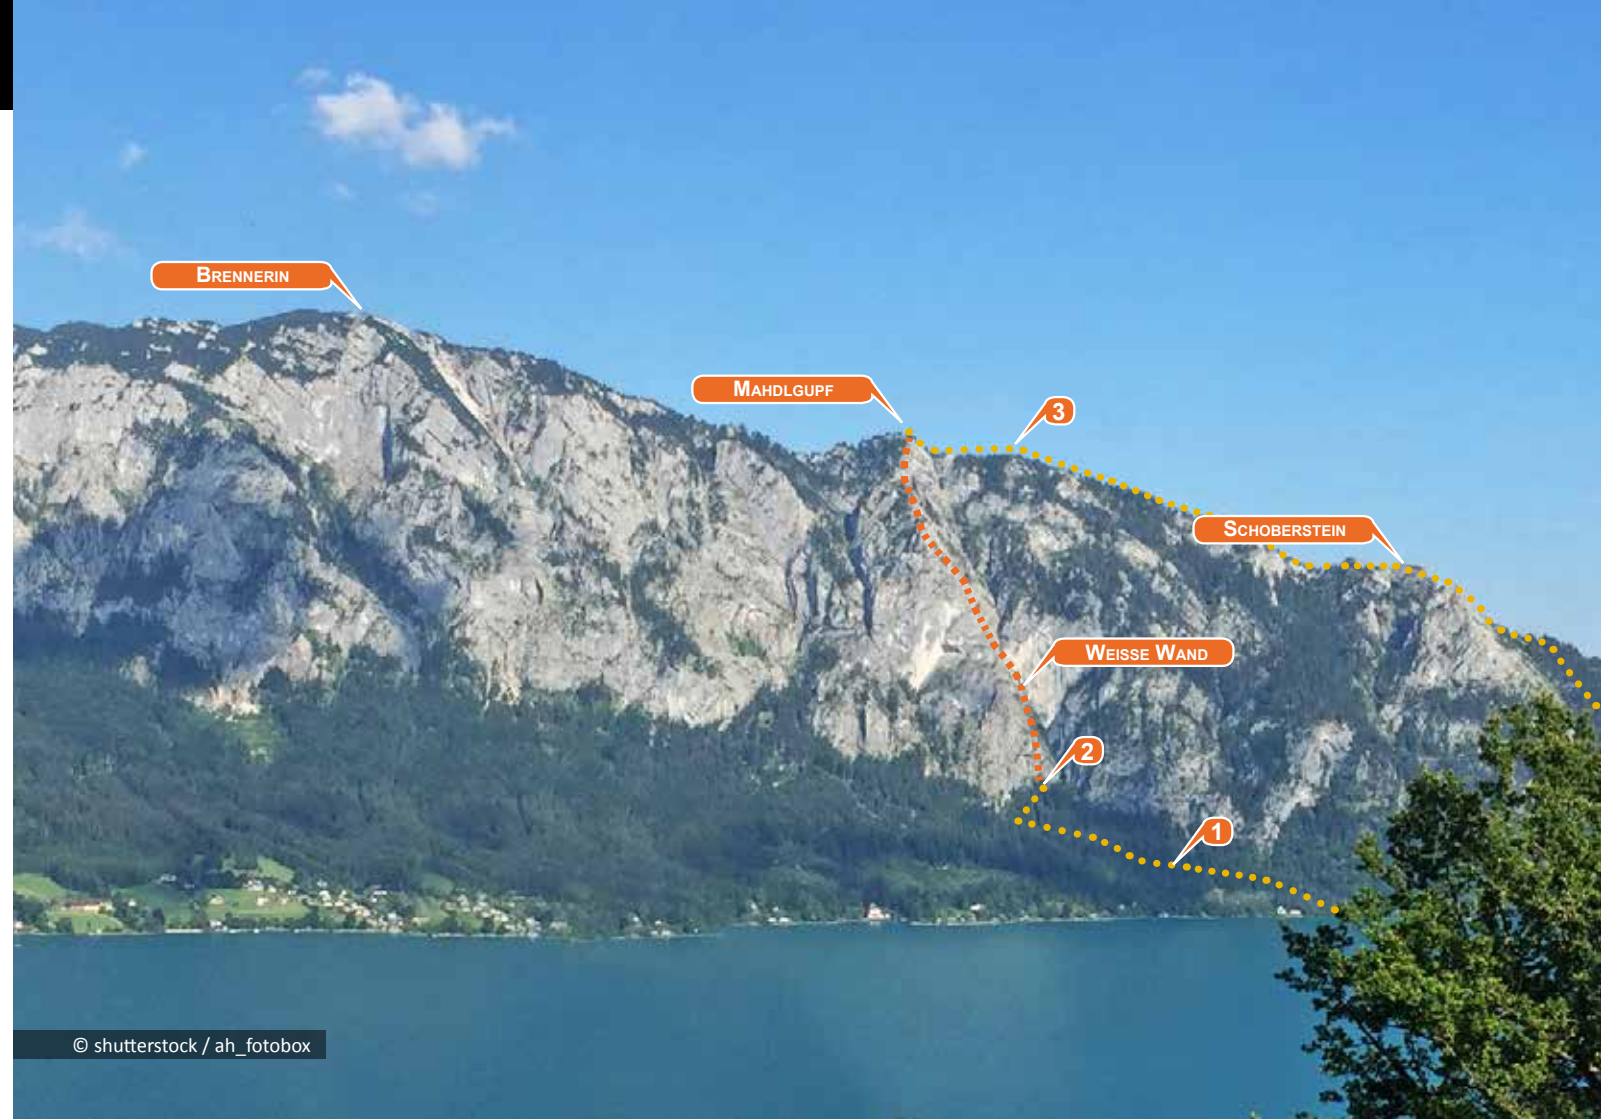 BRENNERIN
MAHDLGUPF
3
SCHOBERSTEIN
WEISSE WAND
2
1
© shutterstock / ah_fotobox